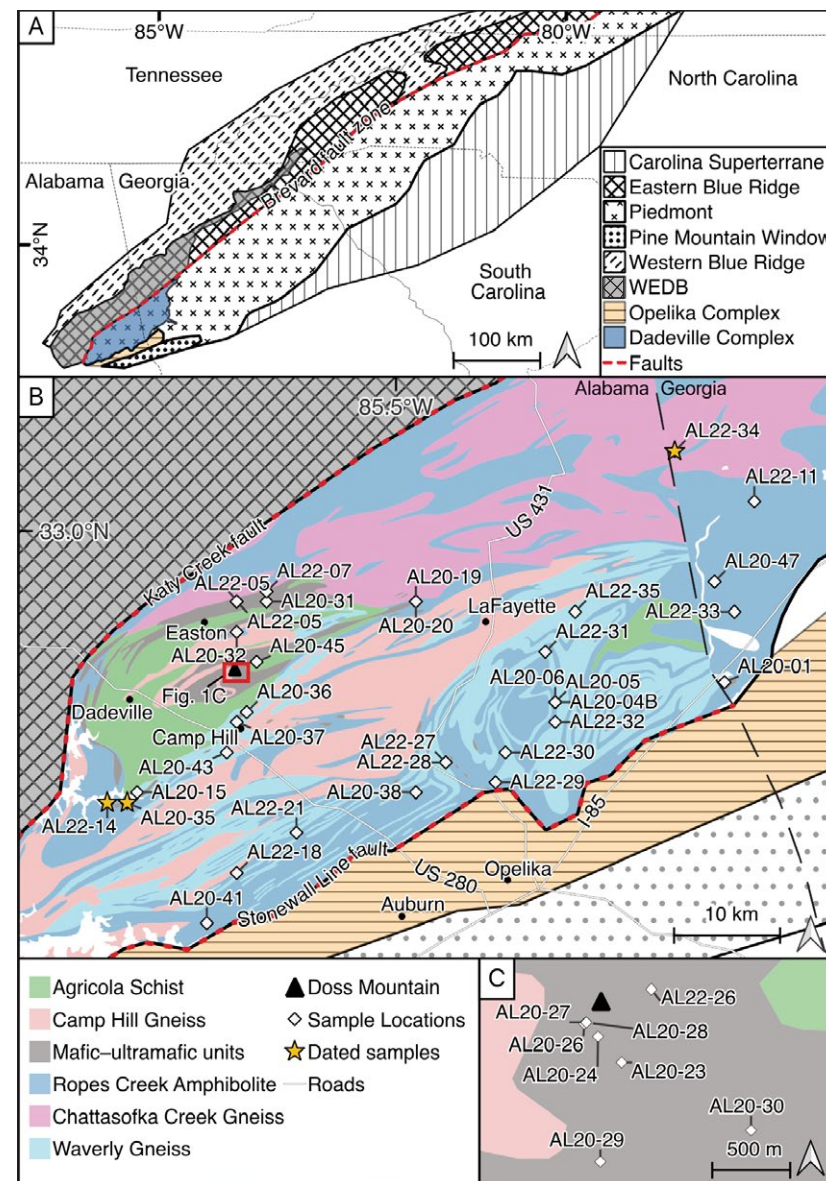 A
85°W
80°W
Tennessee
North Carolina
Brevard fault zone
Alabama
Georgia
34°N
South
Carolina
100 km
Carolina Superterrane
Eastern Blue Ridge
Piedmont
Pine Mountain Window
Western Blue Ridge
WEDB
Opelika Complex
Dadeville Complex
Faults
B
85.5°W
Alabama
Georgia
AL22-34
AL22-11
33.0°N
US 431
Katy Creek fault
AL22-07
AL22-05
AL20-31
AL20-19
AL20-20
AL20-47
AL22-35
AL22-33
LaFayette
Easton
AL22-05
AL22-31
AL20-32
AL20-45
AL20-06
AL20-05
AL20-01
Fig. 1C
AL20-36
AL20-04B
Dadeville
AL22-32
Camp Hill
AL20-37
AL22-27
AL22-30
AL20-43
AL22-28
AL22-29
AL20-15
AL20-38
AL22-14
AL20-35
AL22-21
I-85
AL22-18
Stonewall Line fault
US 280
Opelika
AL20-41
Auburn
10 km
Agricola Schist
Camp Hill Gneiss
Mafic–ultramafic units
Ropes Creek Amphibolite
Chattasofka Creek Gneiss
Waverly Gneiss
Doss Mountain
Sample Locations
Dated samples
Roads
C
AL22-26
AL20-27
AL20-28
AL20-26
AL20-24
AL20-23
AL20-30
AL20-29
500 m